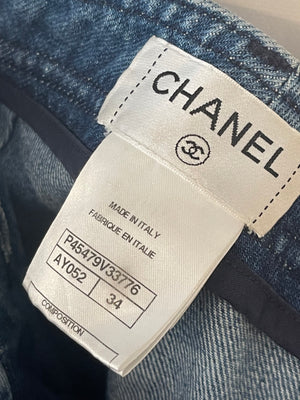 CHANEL
MADE IN ITALY
FABRIQUE EN ITALIE
P45479V33776
AY052 34
COMPOSITION